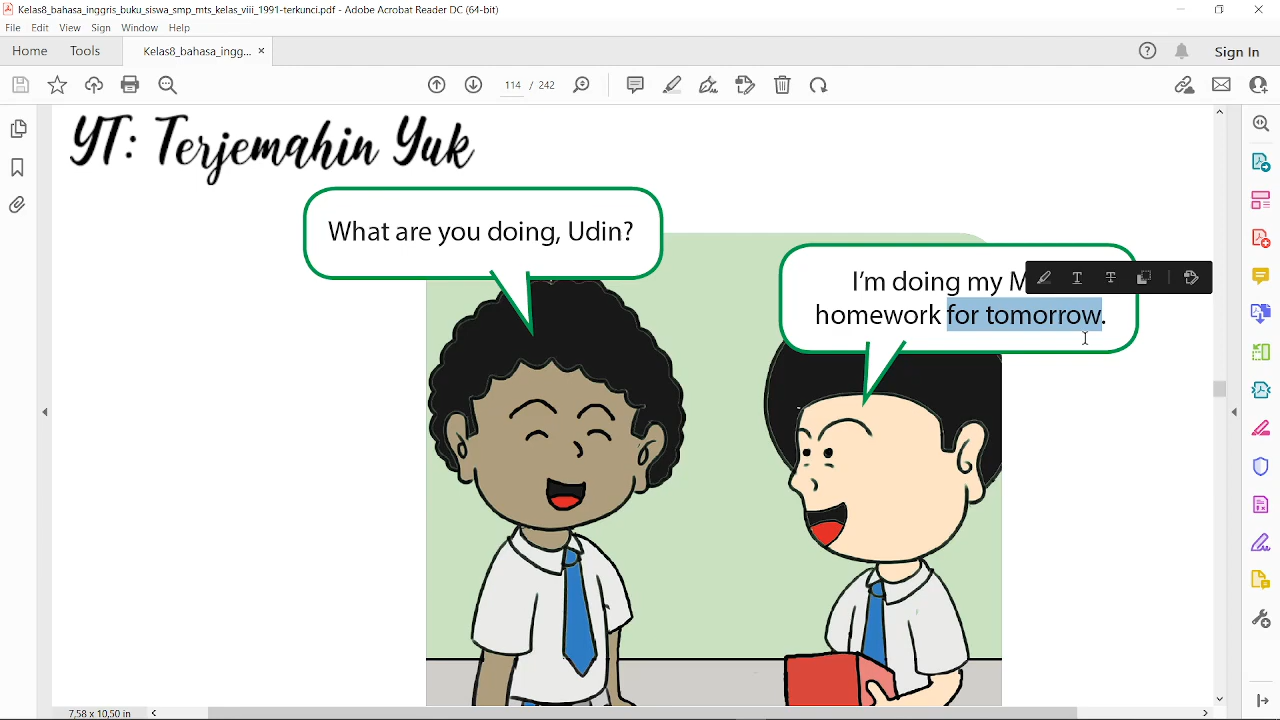 Kelas8_bahasa_inggris_buku_siswa_smp_mts_kelas_viii_1991-terkunci.pdf - Adobe Acrobat Reader DC (64-bit)
File Edit View Sign Window Help
Home Tools Kelas8_bahasa_ingg... × Sign In
114 / 242
YT: Terjemahin Yuk
What are you doing, Udin?
I'm doing my M
homework for tomorrow.
7,58 x 10,50 in